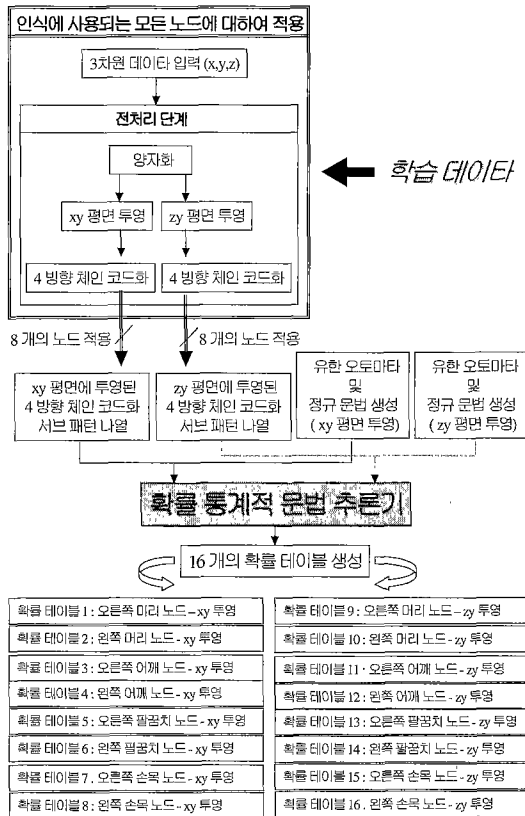 인식에 사용되는 모든 노드에 대하여 적용
3차원 데이타 입력 (x,y,z)
전처리 단계
양자화
xy 평면 투영
zy 평면 투영
4 방향 체인 코드화
4 방향 체인 코드화
학습 데이타
8 개의 노드 적용
8 개의 노드 적용
xy 평면에 투영된
4 방향 체인 코드화
서브 패턴 나열
zy 평면에 투영된
4 방향 체인 코드화
서브 패턴 나열
유한 오토마타
및
정규 문법 생성
( xy 평면 투영)
유한 오토마타
및
정규 문법 생성
( zy 평면 투영)
확률 통계적 문법 추론기
16 개의 확률 테이블 생성
확률 테이블 1 : 오른쪽 머리 노드 – xy 투영
확률 테이블 2 : 왼쪽 머리 노드 - xy 투영
확률 테이블 3 : 오른쪽 어깨 노드 - xy 투영
확률 테이블 4 : 왼쪽 어깨 노드 - xy 투영
확률 테이블 5 : 오른쪽 팔꿈치 노드 - xy 투영
확률 테이블 6 : 왼쪽 팔꿈치 노드 - xy 투영
확률 테이블 7 . 오른쪽 손목 노드 - xy 투영
확률 테이블 8 : 왼쪽 손목 노드 - xy 투영
확률 테이블 9 : 오른쪽 머리 노드 – zy 투영
확률 테이블 10 : 왼쪽 머리 노드 - zy 투영
확률 테이블 11 · 오른쪽 어깨 노드 - zy 투영
확률 테이블 12 : 왼쪽 어깨 노드 - zy 투영
확률 테이블 13 : 오른쪽 팔꿈치 노드 - zy 투영
확률 테이블 14 : 왼쪽 팔꿈치 노드 - zy 투영
확률 테이블 15 : 오른쪽 손목 노드 - zy 투영
확률 테이블 16 . 왼쪽 손목 노드 - zy 투영